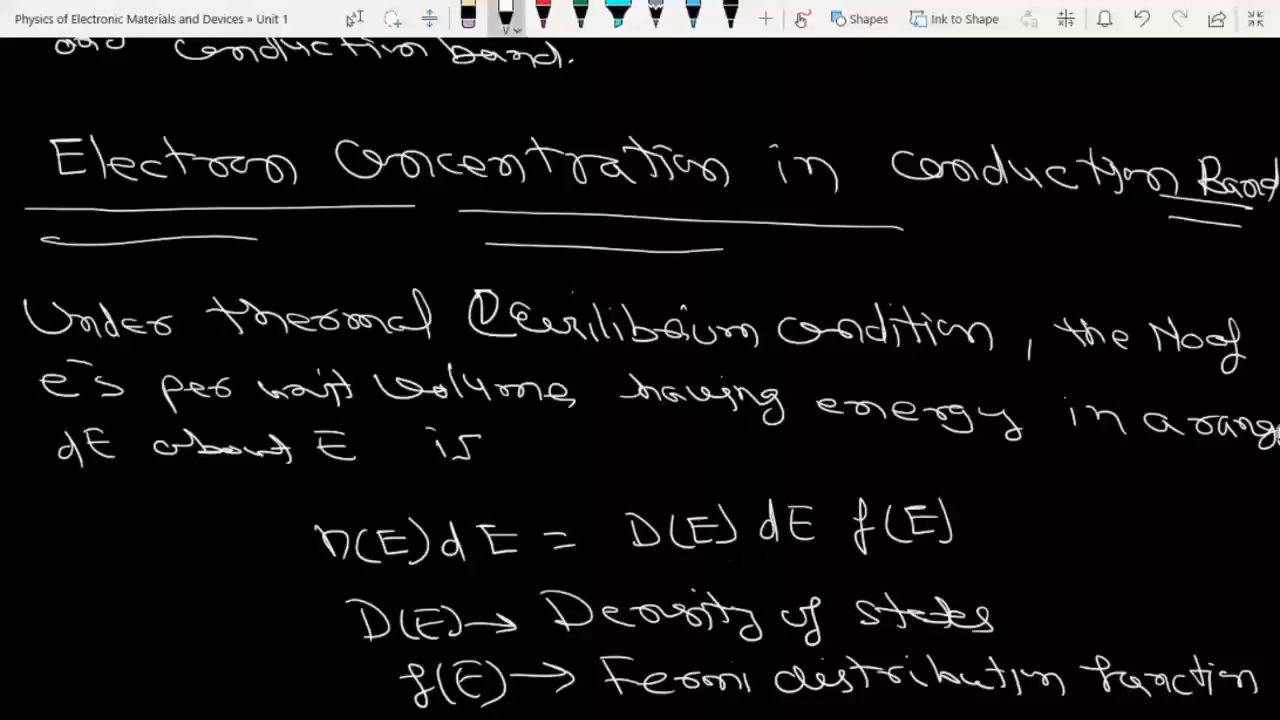 Physics of Electronic Materials and Devices » Unit 1
Shapes
Ink to Shape
and conduction band.
Electron Concentration in Conduction Band
Under thermal Equilibrium condition, the No of
e⁻s per unit volume, having energy in a range
dE about E is
n(E)dE = D(E) dE f(E)
D(E) → Density of states
f(E) → Fermi distribution function